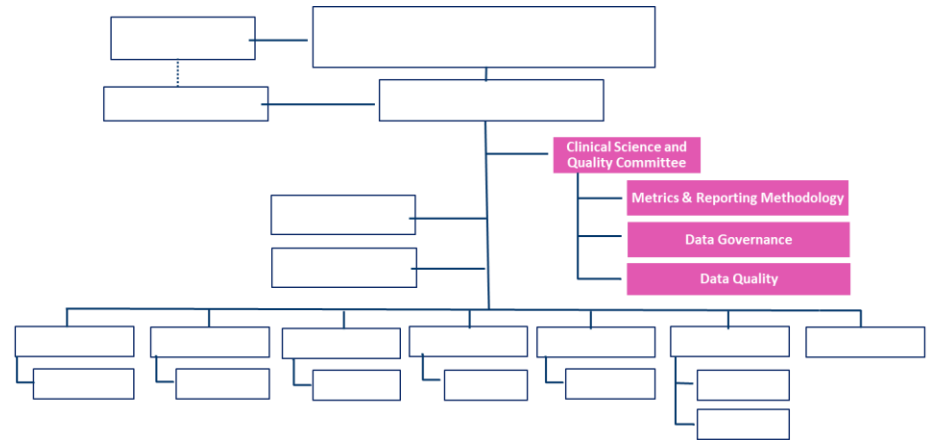 Clinical Science and
Quality Committee
Metrics & Reporting Methodology
Data Governance
Data Quality